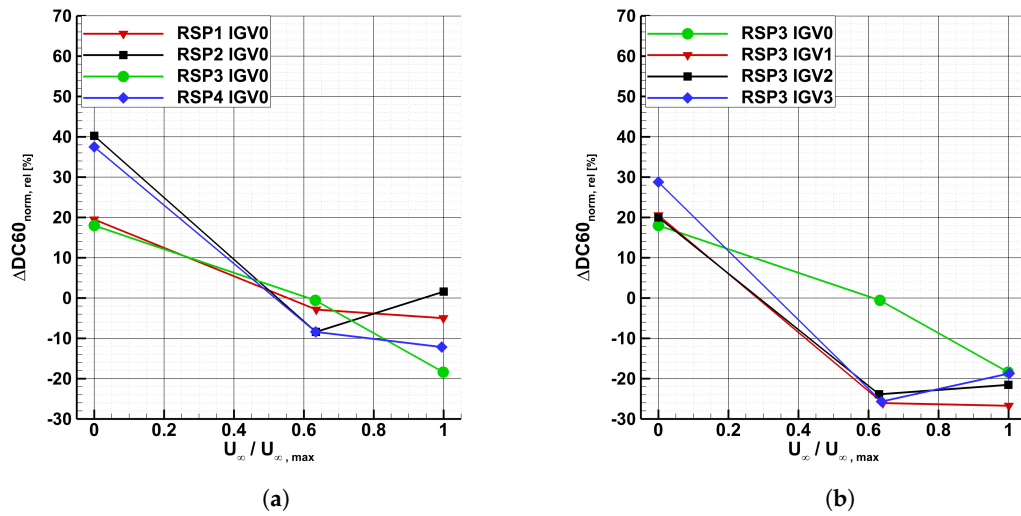 70
60
50
40
30
20
10
0
-10
-20
-30
ΔDC60norm, rel [%]
RSP1 IGV0
RSP2 IGV0
RSP3 IGV0
RSP4 IGV0
0 0.2 0.4 0.6 0.8 1
U∞ / U∞, max
(a)
70
60
50
40
30
20
10
0
-10
-20
-30
ΔDC60norm, rel [%]
RSP3 IGV0
RSP3 IGV1
RSP3 IGV2
RSP3 IGV3
0 0.2 0.4 0.6 0.8 1
U∞ / U∞, max
(b)